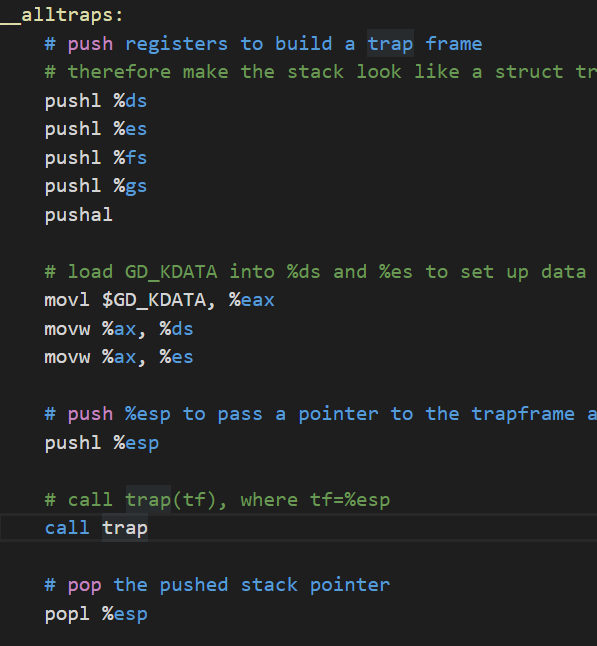 __alltraps:
# push registers to build a trap frame
# therefore make the stack look like a struct
pushl %ds
pushl %es
pushl %fs
pushl %gs
pushal
# load GD_KDATA into %ds and %es to set up data
movl $GD_KDATA, %eax
movw %ax, %ds
movw %ax, %es
# push %esp to pass a pointer to the trapframe
pushl %esp
# call trap(tf), where tf=%esp
call trap
# pop the pushed stack pointer
popl %esp